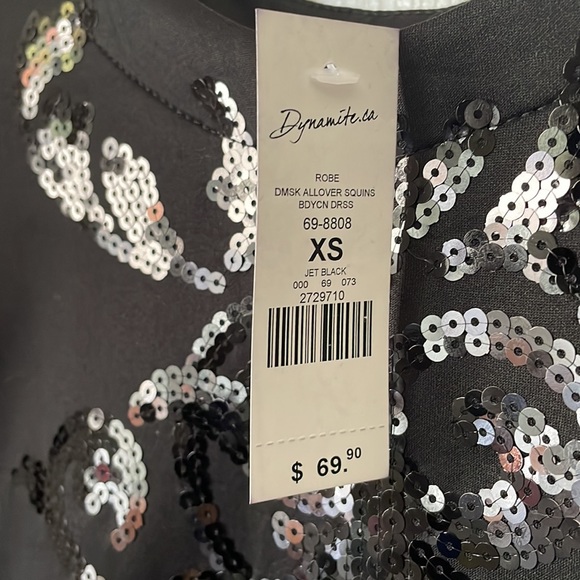 Dynamite.ca
ROBE
DMSK ALLOVER SQUINS
BDYCN DRSS
69-8808
XS
JET BLACK
000 69 073
2729710
$ 69.90